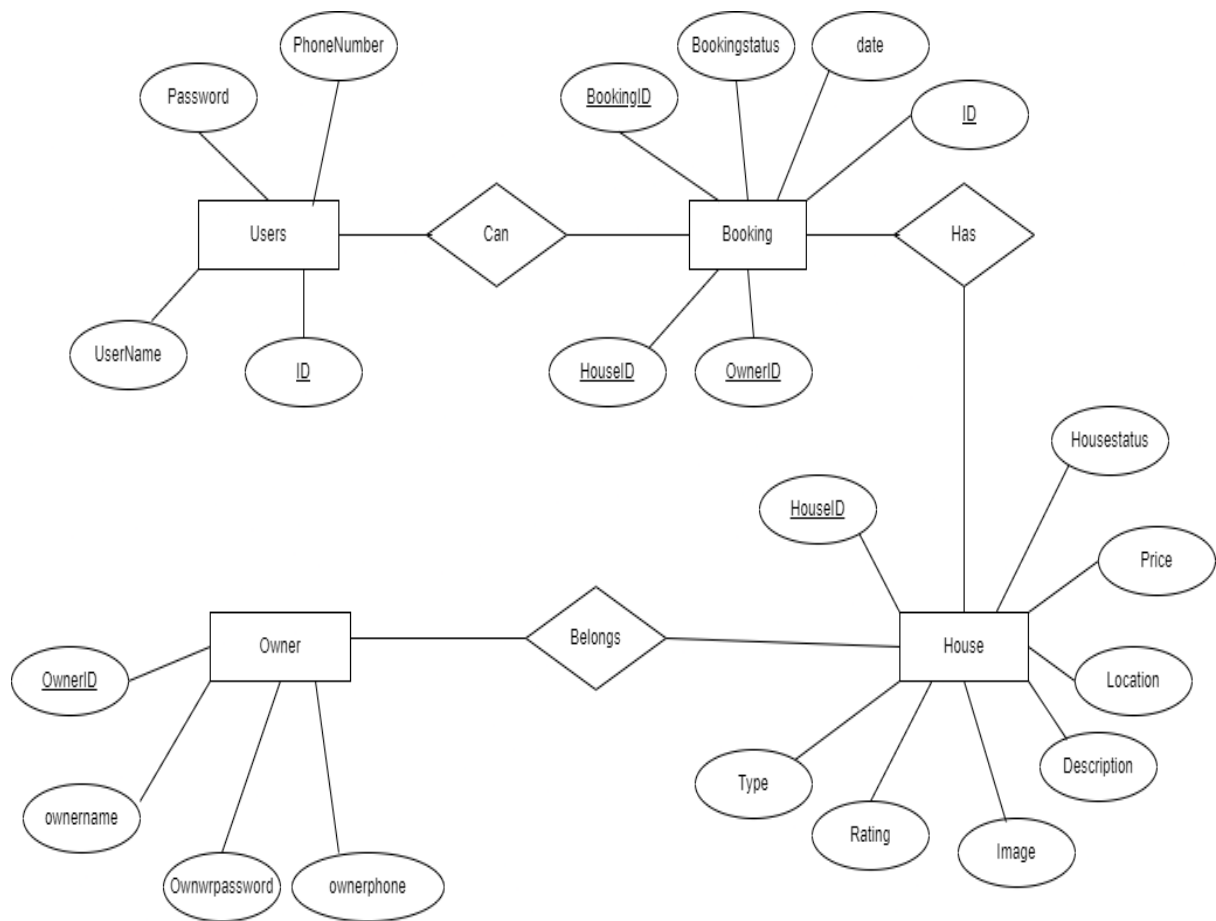 PhoneNumber
Bookingstatus
date
Password
BookingID
ID
Users
Can
Booking
Has
UserName
ID
HouseID
OwnerID
Housestatus
HouseID
Price
Owner
Belongs
House
OwnerID
Location
Type
Description
ownername
Rating
Image
Ownwrpassword
ownerphone